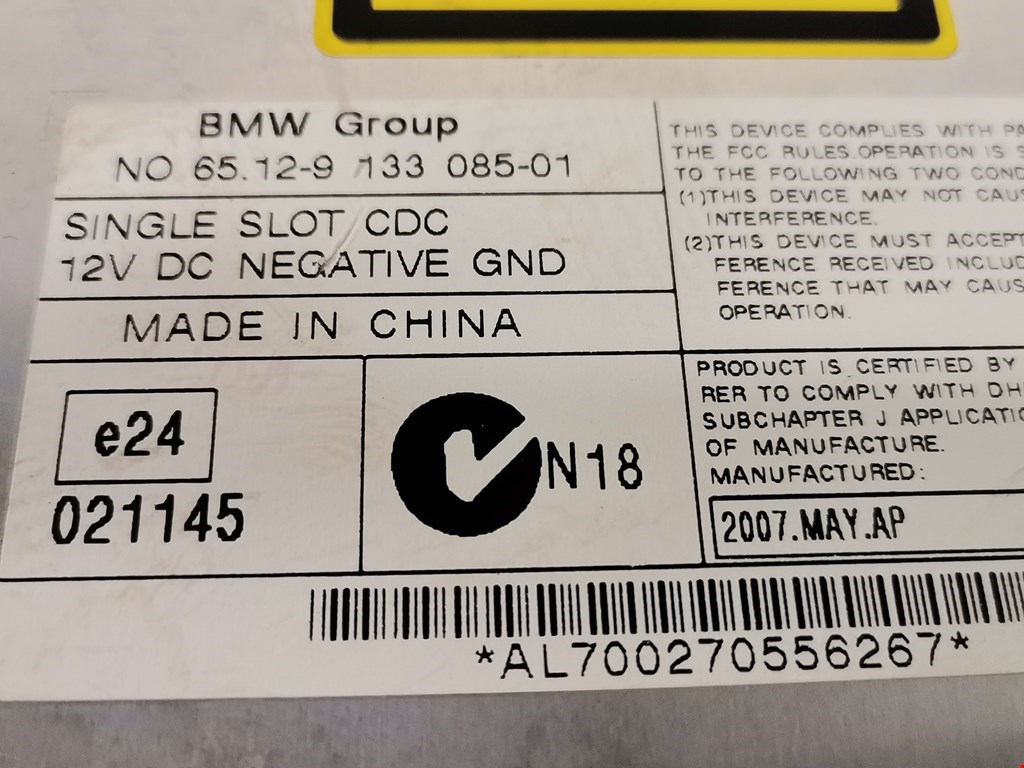 BMW Group
NO 65.12-9 133 085-01
SINGLE SLOT CDC
12V DC NEGATIVE GND
MADE IN CHINA
e24
021145
N18
THIS DEVICE COMPLIES WITH
THE FCC RULES.OPERATION IS
TO THE FOLLOWING TWO
(1)THIS DEVICE MAY NOT
INTERFERENCE.
(2)THIS DEVICE MUST ACCEPT
FERENCE RECEIVED
FERENCE THAT MAY
OPERATION.
PRODUCT IS CERTIFIED BY
RER TO COMPLY WITH
SUBCHAPTER J
OF MANUFACTURE.
MANUFACTURED:
2007.MAY.AP
*AL700270556267*